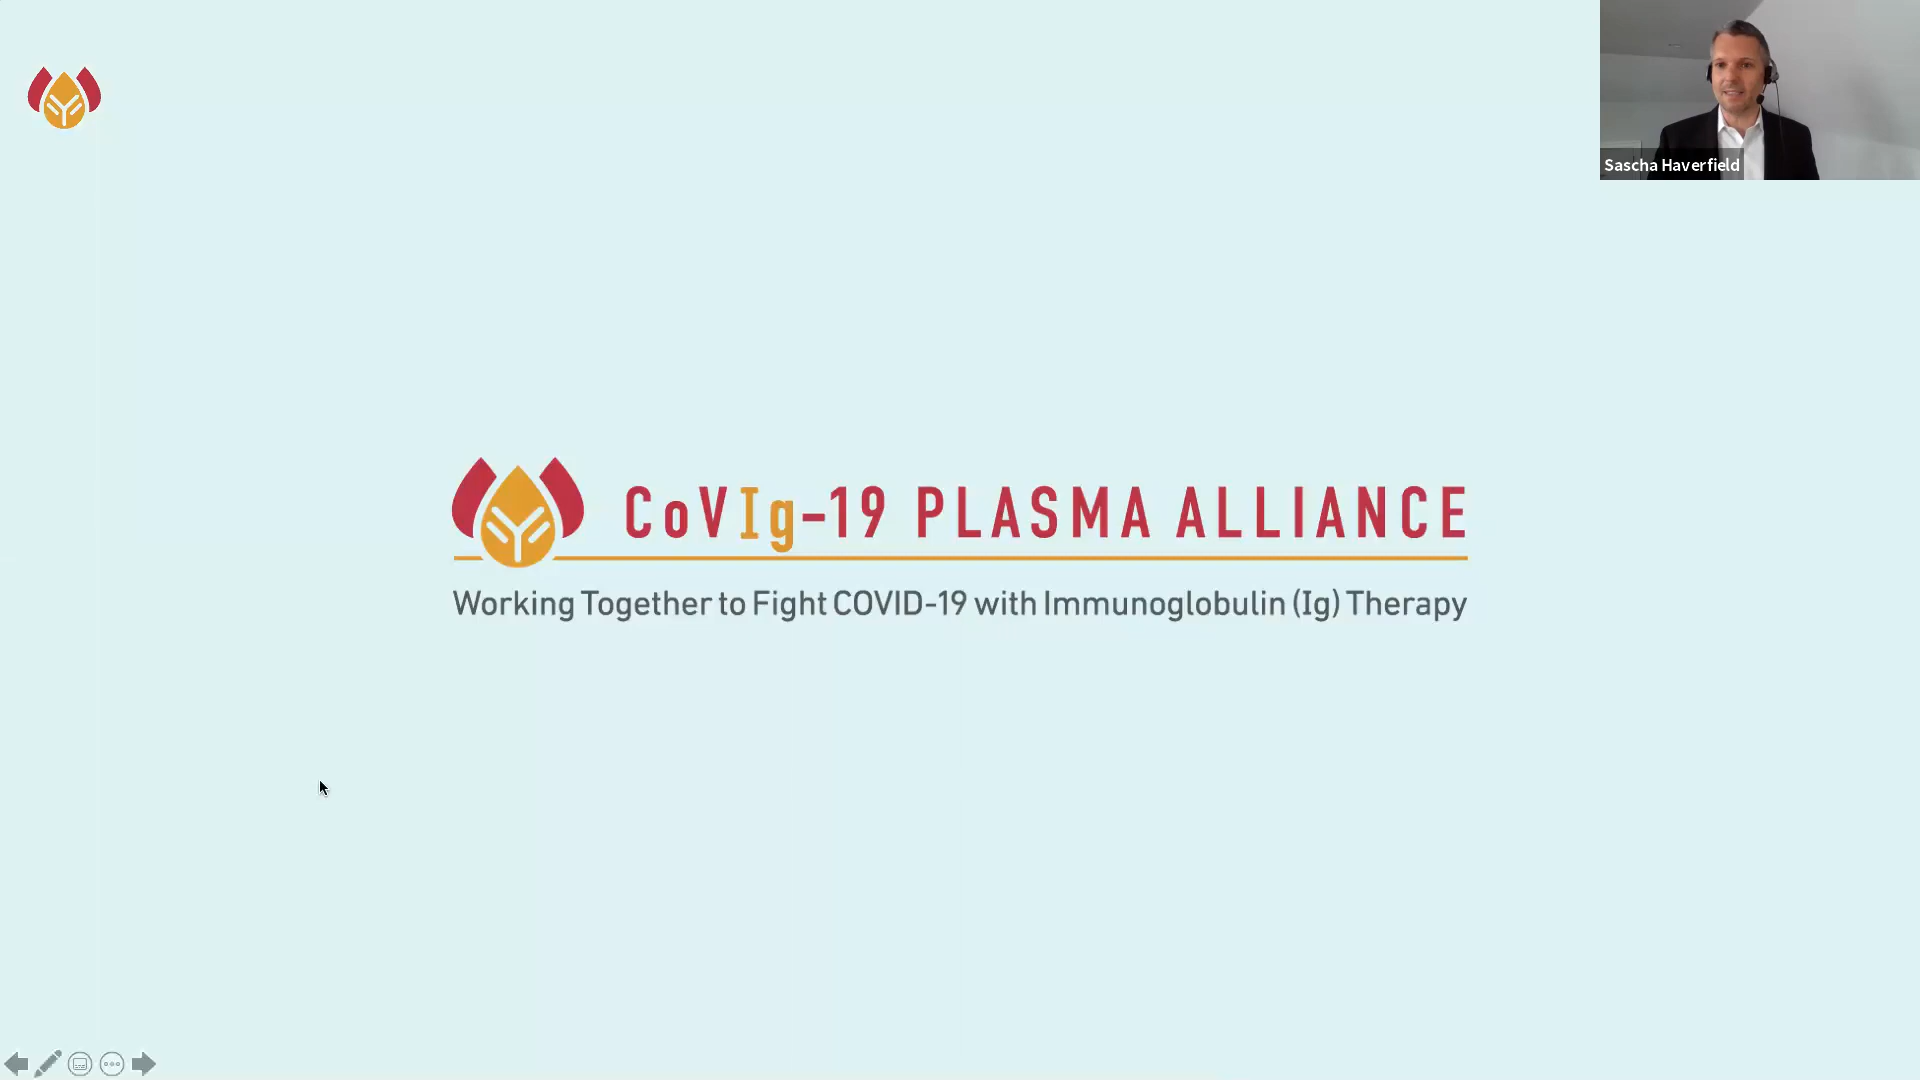 Sascha Haverfield
CoVIg-19 PLASMA ALLIANCE
Working Together to Fight COVID-19 with Immunoglobulin (Ig) Therapy